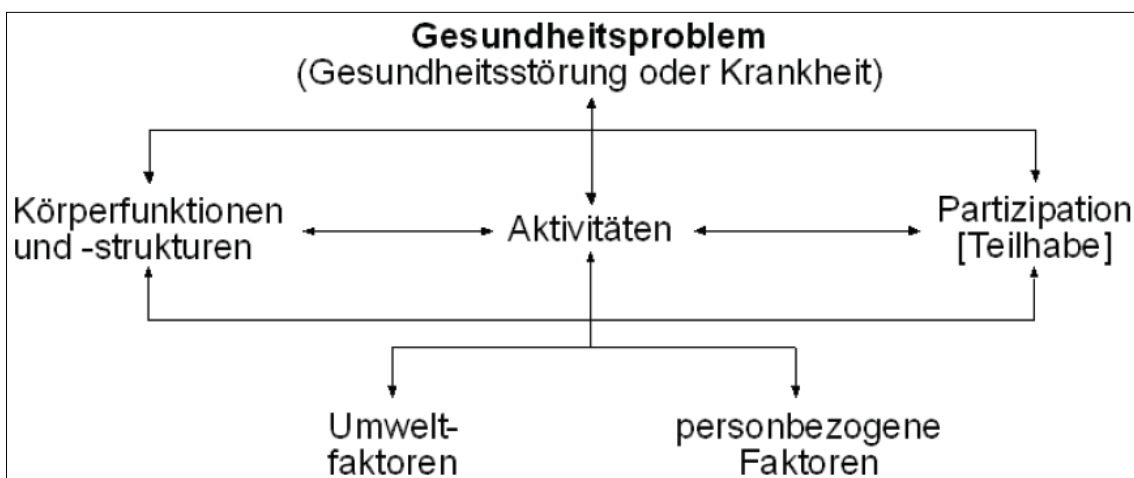 Gesundheitsproblem
(Gesundheitsstörung oder Krankheit)
Körperfunktionen
und -strukturen
Aktivitäten
Partizipation
[Teilhabe]
Umwelt-
faktoren
personbezogene
Faktoren